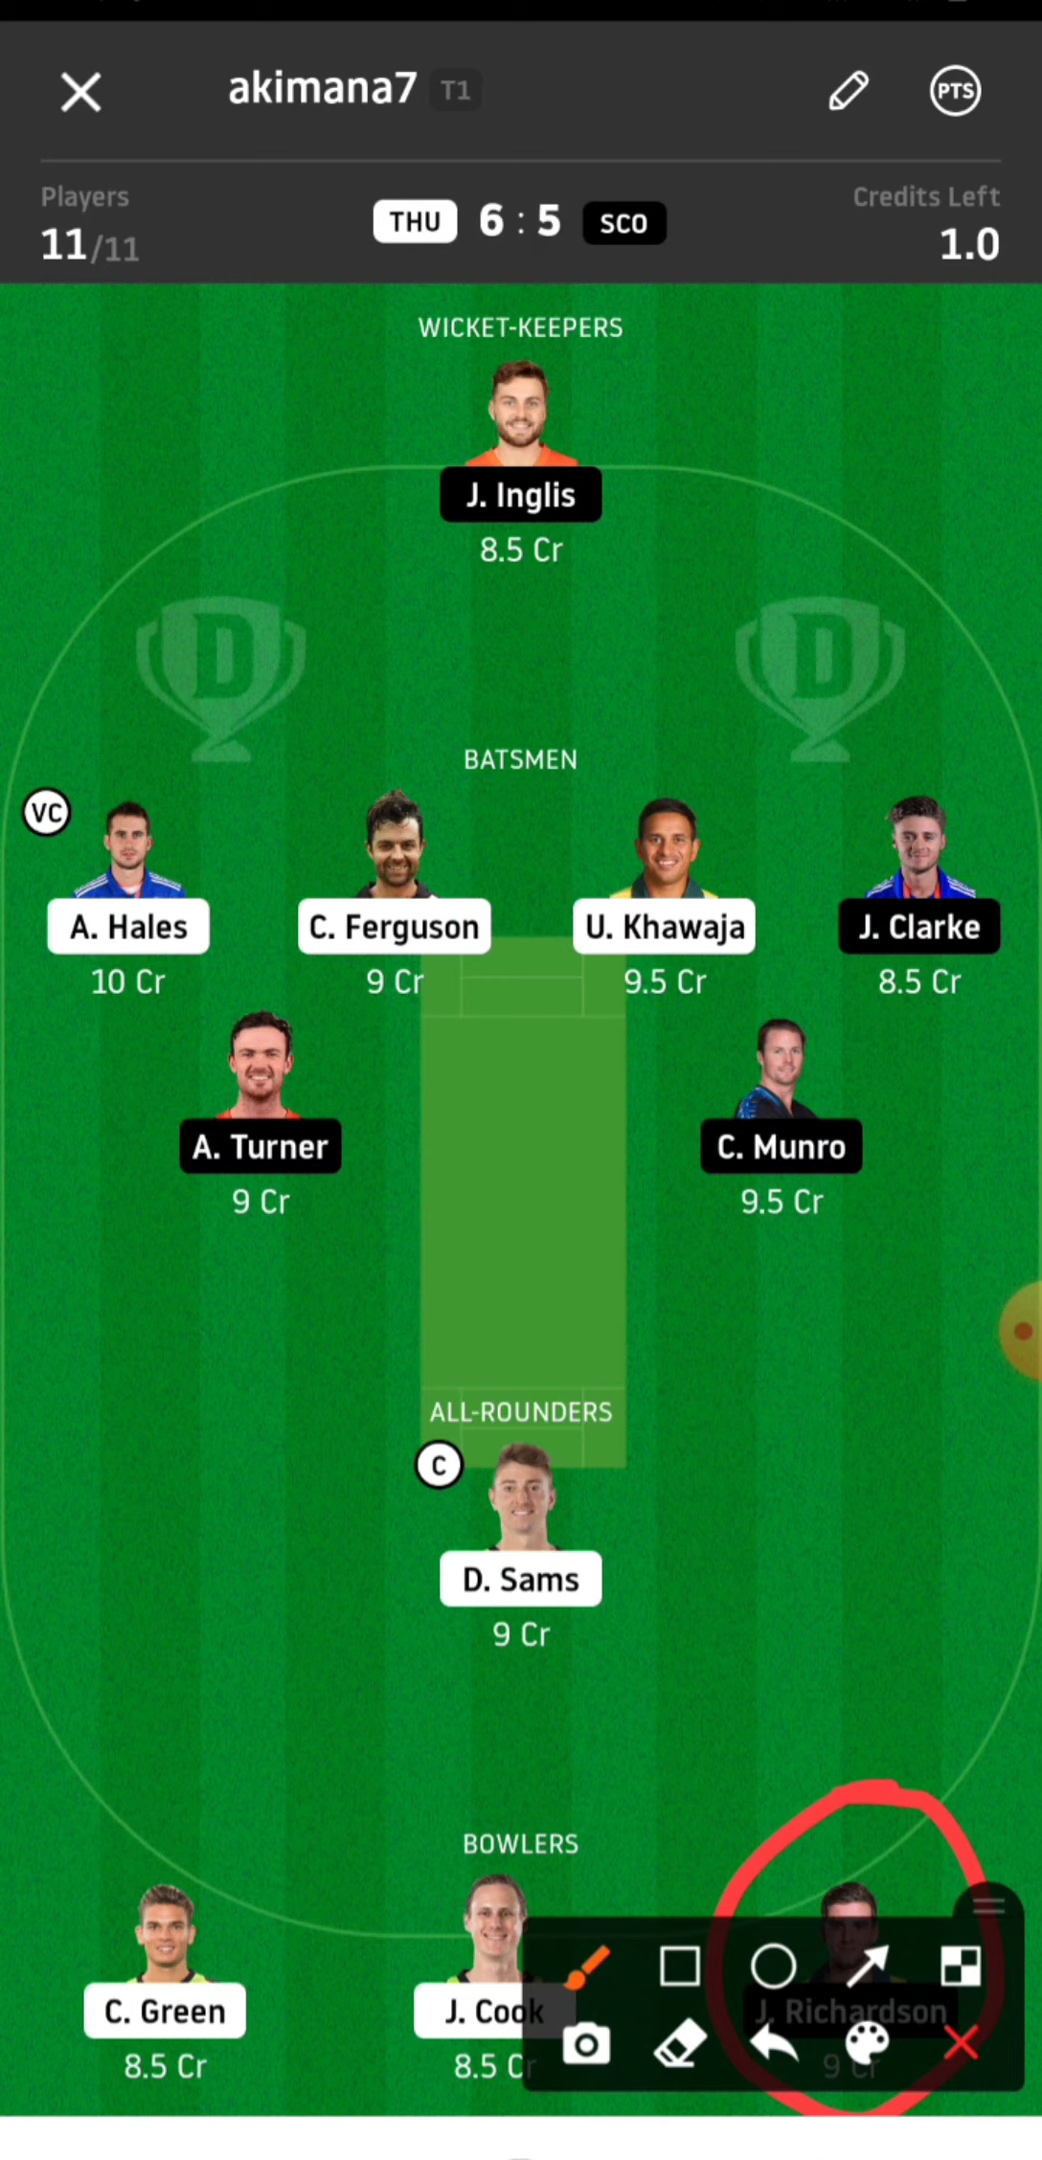 akimana7 T1
PTS
Players
Credits Left
11/11
THU 6 : 5 SCO
1.0
WICKET-KEEPERS
J. Inglis
8.5 Cr
D
D
BATSMEN
VC
A. Hales
C. Ferguson
U. Khawaja
J. Clarke
10 Cr
9 Cr
9.5 Cr
8.5 Cr
A. Turner
C. Munro
9 Cr
9.5 Cr
ALL-ROUNDERS
C
D. Sams
9 Cr
BOWLERS
C. Green
J. Cook
J. Richardson
8.5 Cr
8.5 Cr
9 Cr